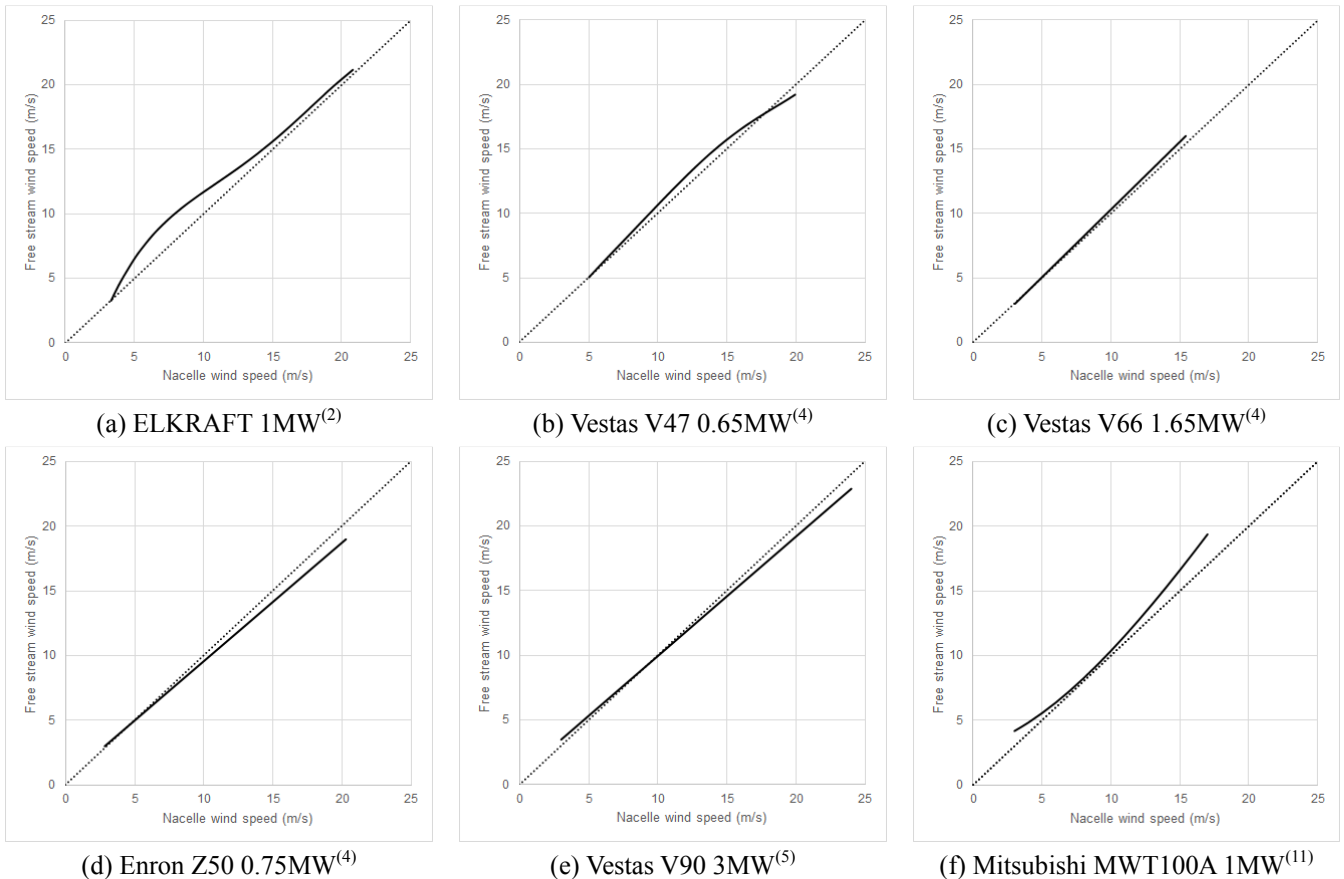 25
20
15
10
5
0
Free stream wind speed (m/s)
0 5 10 15 20 25
Nacelle wind speed (m/s)
(a) ELKRAFT 1MW(2)
25
20
15
10
5
0
Free stream wind speed (m/s)
0 5 10 15 20 25
Nacelle wind speed (m/s)
(b) Vestas V47 0.65MW(4)
25
20
15
10
5
0
Free stream wind speed (m/s)
0 5 10 15 20 25
Nacelle wind speed (m/s)
(c) Vestas V66 1.65MW(4)
25
20
15
10
5
0
Free stream wind speed (m/s)
0 5 10 15 20 25
Nacelle wind speed (m/s)
(d) Enron Z50 0.75MW(4)
25
20
15
10
5
0
Free stream wind speed (m/s)
0 5 10 15 20 25
Nacelle wind speed (m/s)
(e) Vestas V90 3MW(5)
25
20
15
10
5
0
Free stream wind speed (m/s)
0 5 10 15 20 25
Nacelle wind speed (m/s)
(f) Mitsubishi MWT100A 1MW(11)